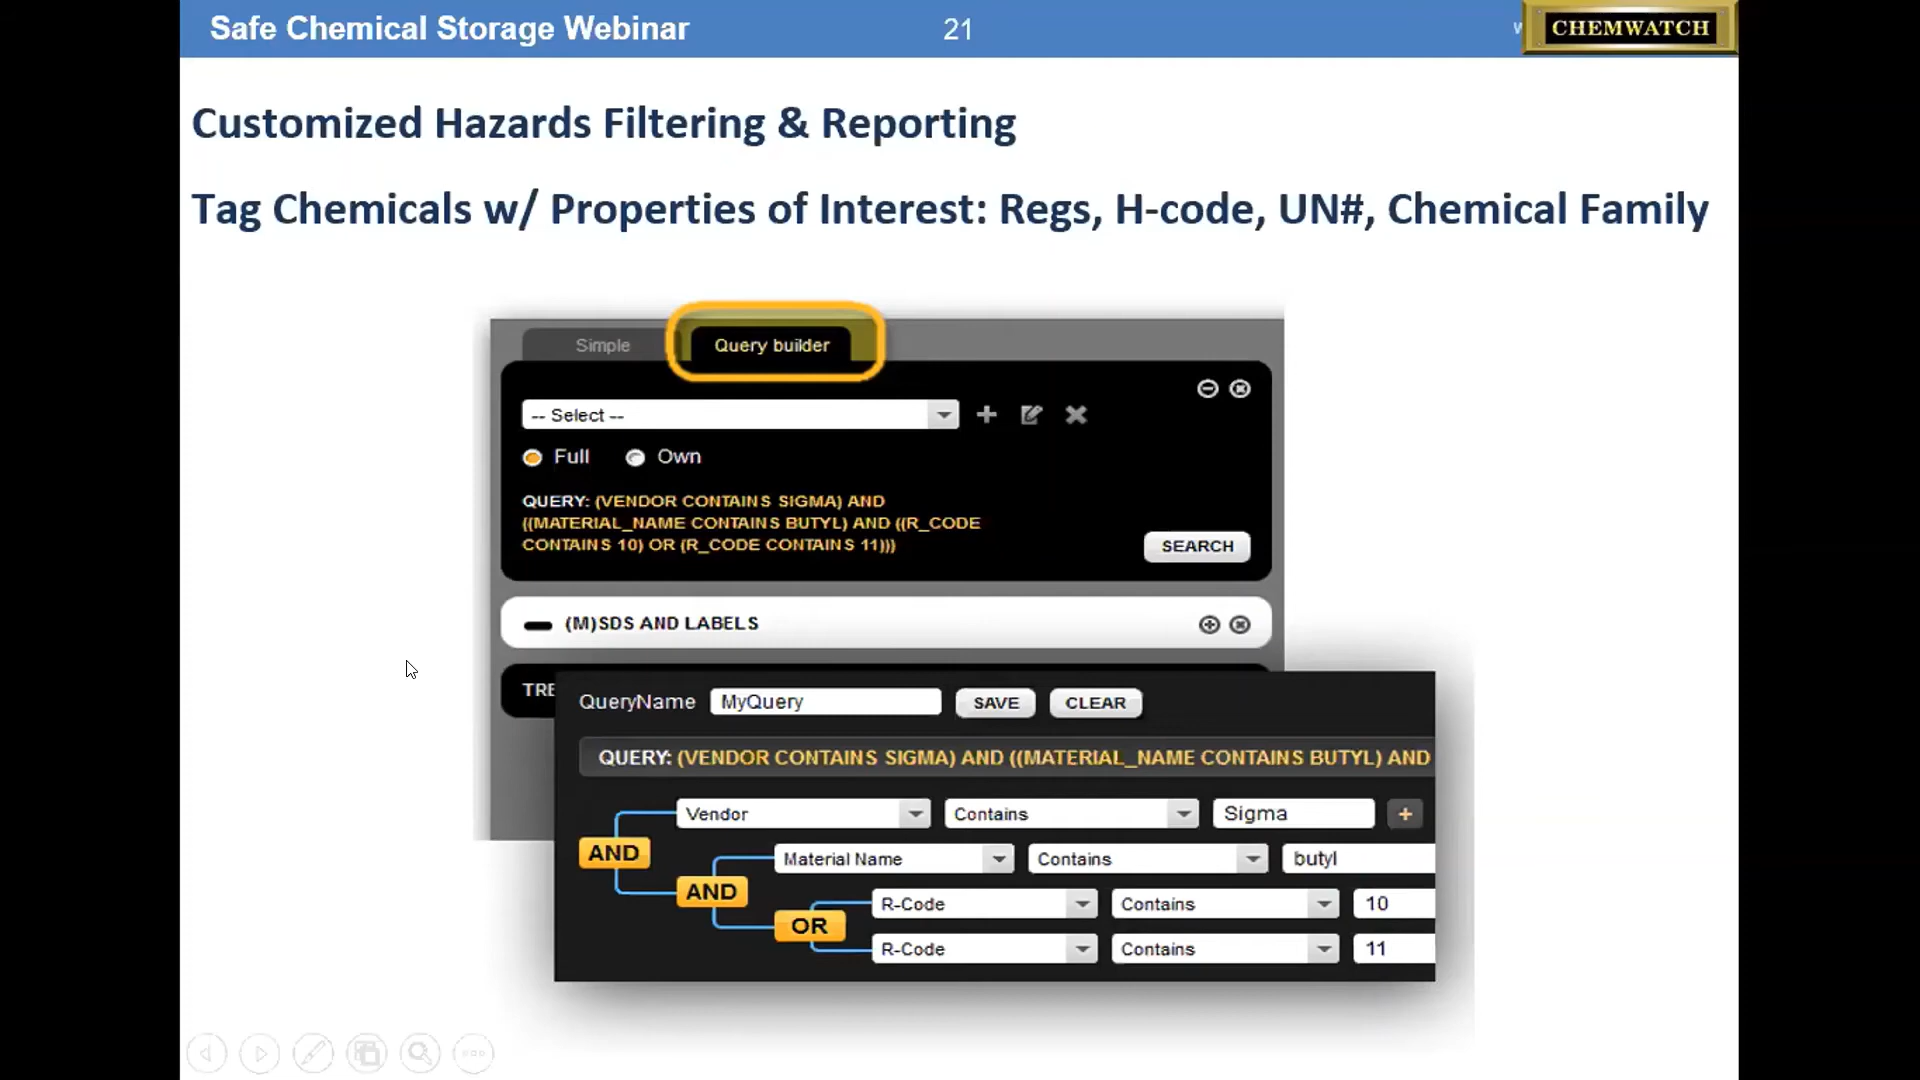 Safe Chemical Storage Webinar
21
w
CHEMWATCH
Customized Hazards Filtering & Reporting
Tag Chemicals w/ Properties of Interest: Regs, H-code, UN#, Chemical Family
Simple
Query builder
-- Select --
Full
Own
QUERY: (VENDOR CONTAINS SIGMA) AND
((MATERIAL_NAME CONTAINS BUTYL) AND ((R_CODE
CONTAINS 10) OR (R_CODE CONTAINS 11)))
SEARCH
(M)SDS AND LABELS
TRE
QueryName
MyQuery
SAVE
CLEAR
QUERY: (VENDOR CONTAINS SIGMA) AND ((MATERIAL_NAME CONTAINS BUTYL) AND
Vendor
Contains
Sigma
AND
Material Name
Contains
butyl
AND
R-Code
Contains
10
OR
R-Code
Contains
11